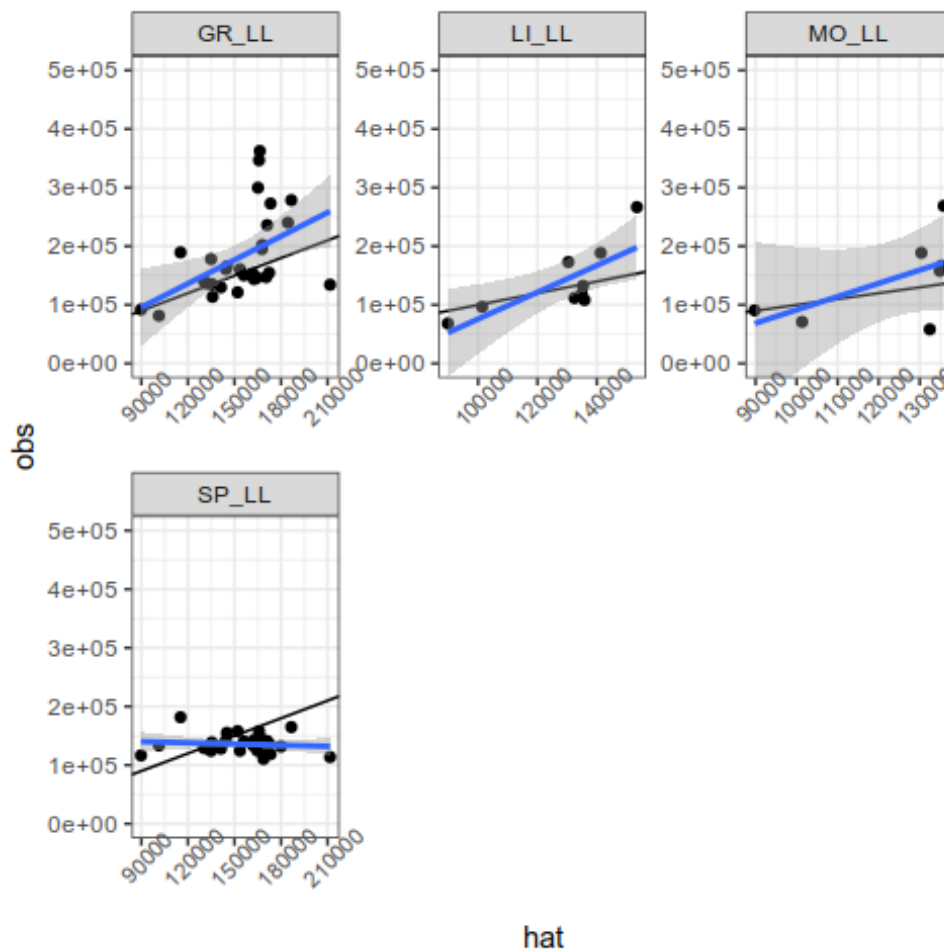 GR_LL LI_LL MO_LL
5e+05 5e+05 5e+05
4e+05 4e+05 4e+05
3e+05 3e+05 3e+05
2e+05 2e+05 2e+05
1e+05 1e+05 1e+05
0e+00 0e+00 0e+00
90000 120000 150000 180000 210000 100000 120000 140000 90000 100000 110000 120000 130000
obs
SP_LL
5e+05
4e+05
3e+05
2e+05
1e+05
0e+00
90000 120000 150000 180000 210000
hat